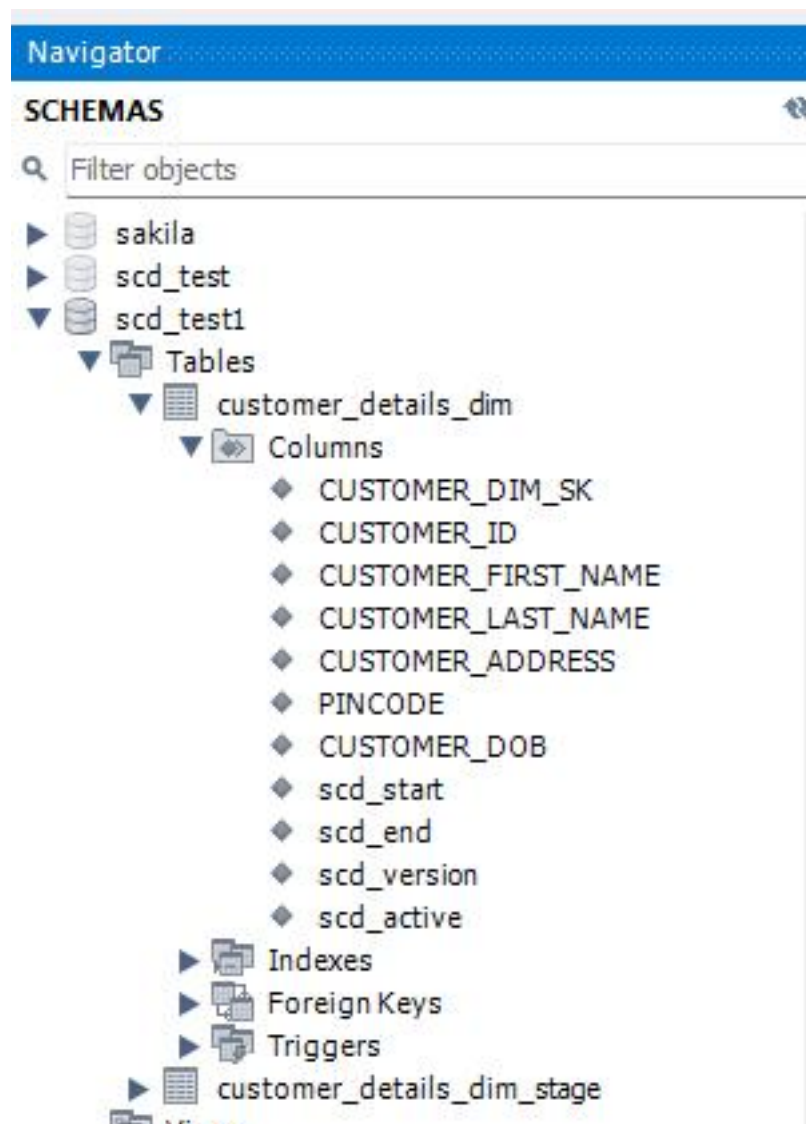 Navigator
SCHEMAS
Filter objects
sakila
scd_test
scd_test1
Tables
customer_details_dim
Columns
CUSTOMER_DIM_SK
CUSTOMER_ID
CUSTOMER_FIRST_NAME
CUSTOMER_LAST_NAME
CUSTOMER_ADDRESS
PINCODE
CUSTOMER_DOB
scd_start
scd_end
scd_version
scd_active
Indexes
Foreign Keys
Triggers
customer_details_dim_stage